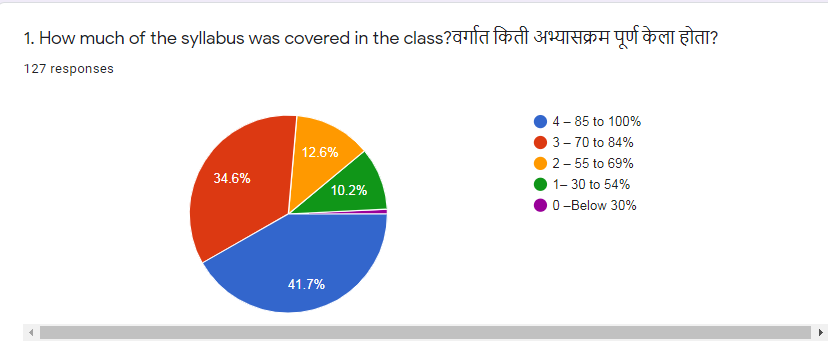 1. How much of the syllabus was covered in the class?वर्गात किती अभ्यासक्रम पूर्ण केला होता?
127 responses
4 – 85 to 100%
3 – 70 to 84%
2 – 55 to 69%
1– 30 to 54%
0 –Below 30%
12.6%
34.6%
10.2%
41.7%